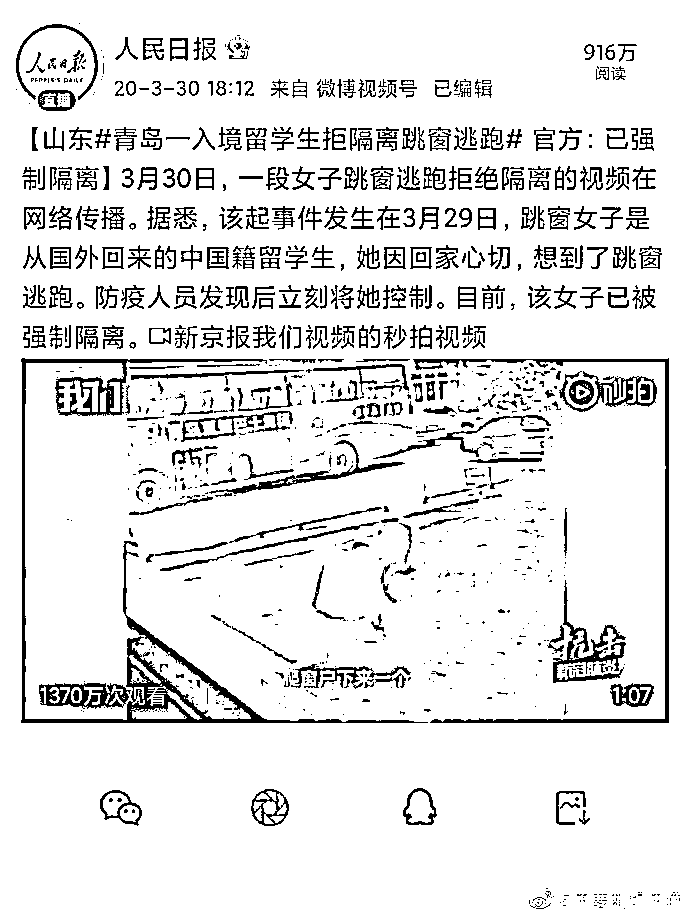 人民日报
PEOPLE'S DAILY
直播
人民日报
916万
阅读
20-3-30 18:12 来自 微博视频号 已编辑
【山东#青岛一入境留学生拒隔离跳窗逃跑# 官方：已强
制隔离】3月30日，一段女子跳窗逃跑拒绝隔离的视频在
网络传播。据悉，该起事件发生在3月29日，跳窗女子是
从国外回来的中国籍留学生，她因回家心切，想到了跳窗
逃跑。防疫人员发现后立刻将她控制。目前，该女子已被
强制隔离。新京报我们视频的秒拍视频
我们
秒拍
抗击
新冠肺炎
爬窗户下来一个
1370万次观看
1:07